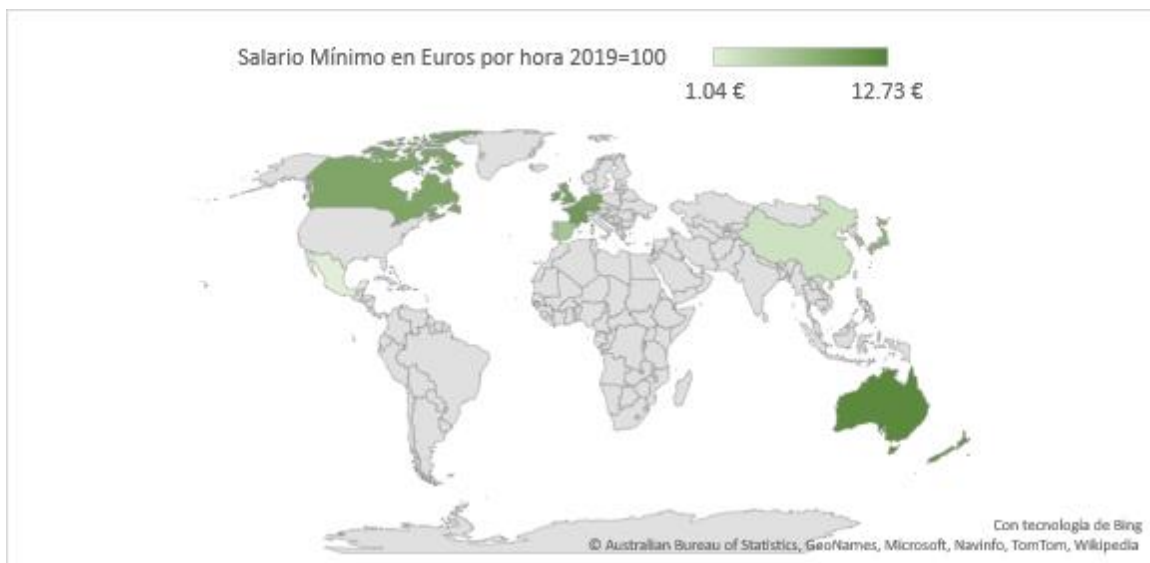 Salario Mínimo en Euros por hora 2019=100
1.04 € 12.73 €
Con tecnología de Bing
© Australian Bureau of Statistics, GeoNames, Microsoft, Navinfo, TomTom, Wikipedia